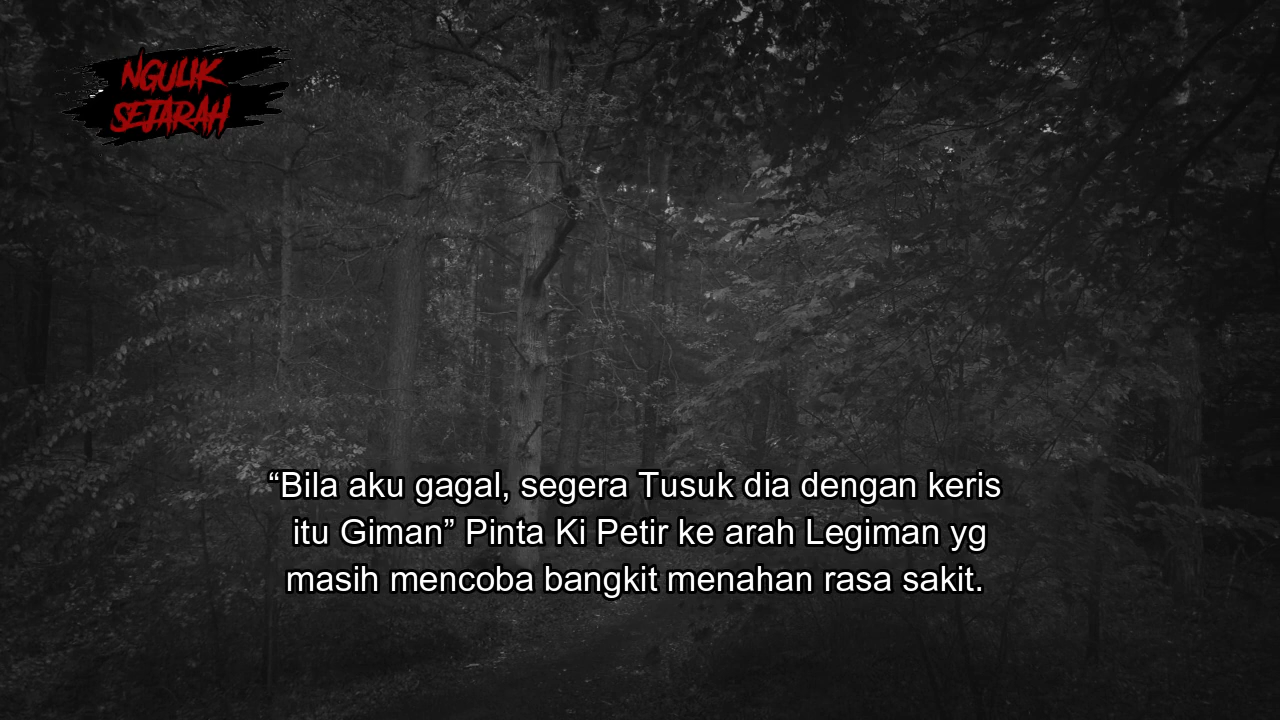 NGULIK
SEJARAH
“Bila aku gagal, segera Tusuk dia dengan keris
itu Giman” Pinta Ki Petir ke arah Legiman yg
masih mencoba bangkit menahan rasa sakit.